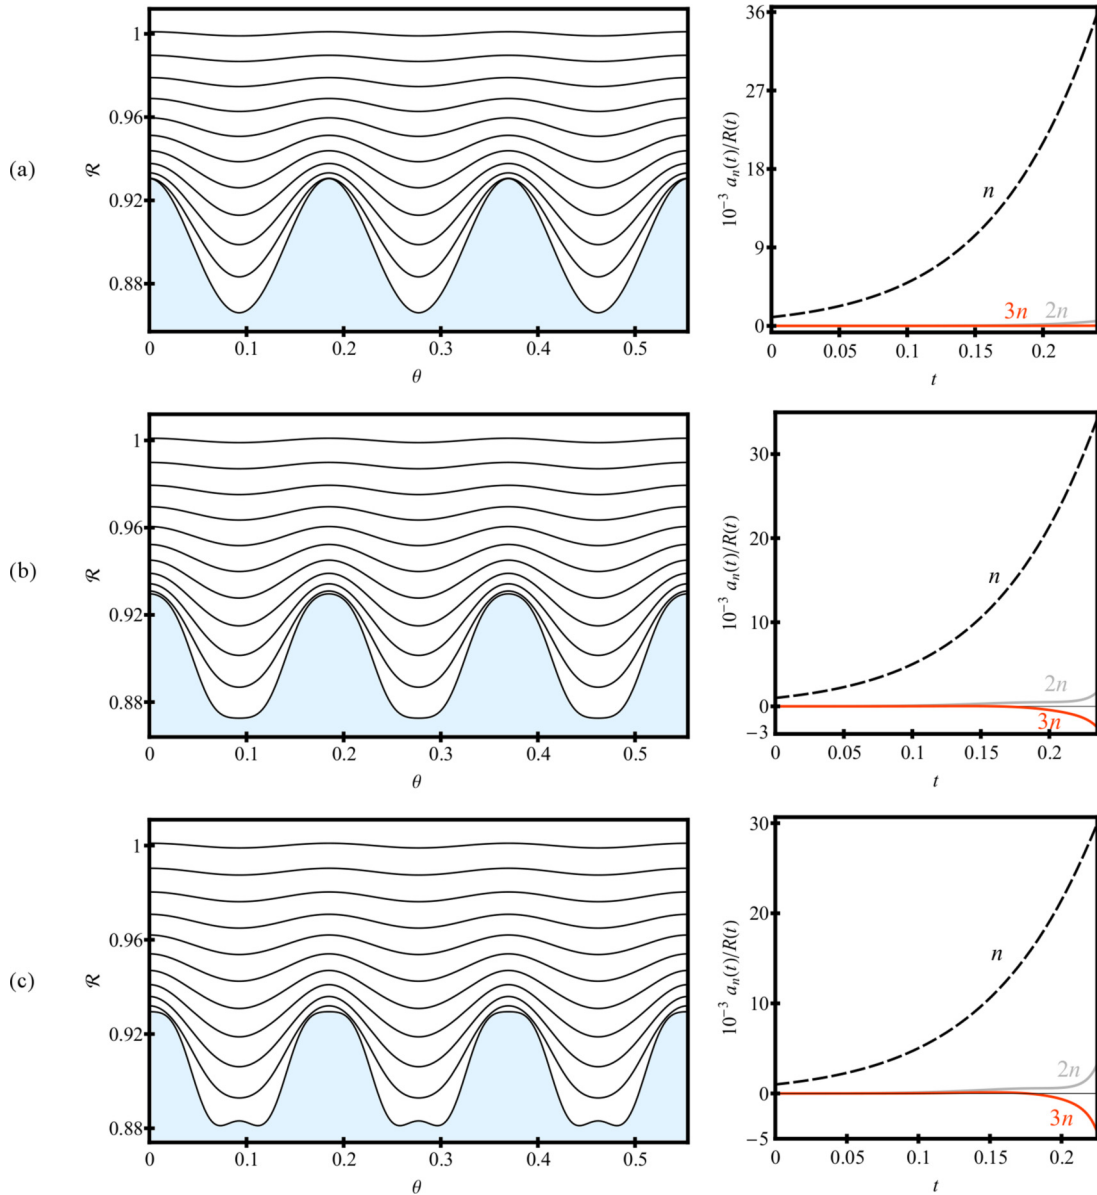 (a)
ℛ
1
0.96
0.92
0.88
0 0.1 0.2 0.3 0.4 0.5
θ
10⁻³ aₙ(t)/R(t)
36
27
18
9
0
n
3n 2n
0 0.05 0.1 0.15 0.2
t
(b)
ℛ
1
0.96
0.92
0.88
0 0.1 0.2 0.3 0.4 0.5
θ
10⁻³ aₙ(t)/R(t)
30
20
10
0
−3
n
2n
3n
0 0.05 0.1 0.15 0.2
t
(c)
ℛ
1
0.96
0.92
0.88
0 0.1 0.2 0.3 0.4 0.5
θ
10⁻³ aₙ(t)/R(t)
30
20
10
0
−5
n
2n
3n
0 0.05 0.1 0.15 0.2
t